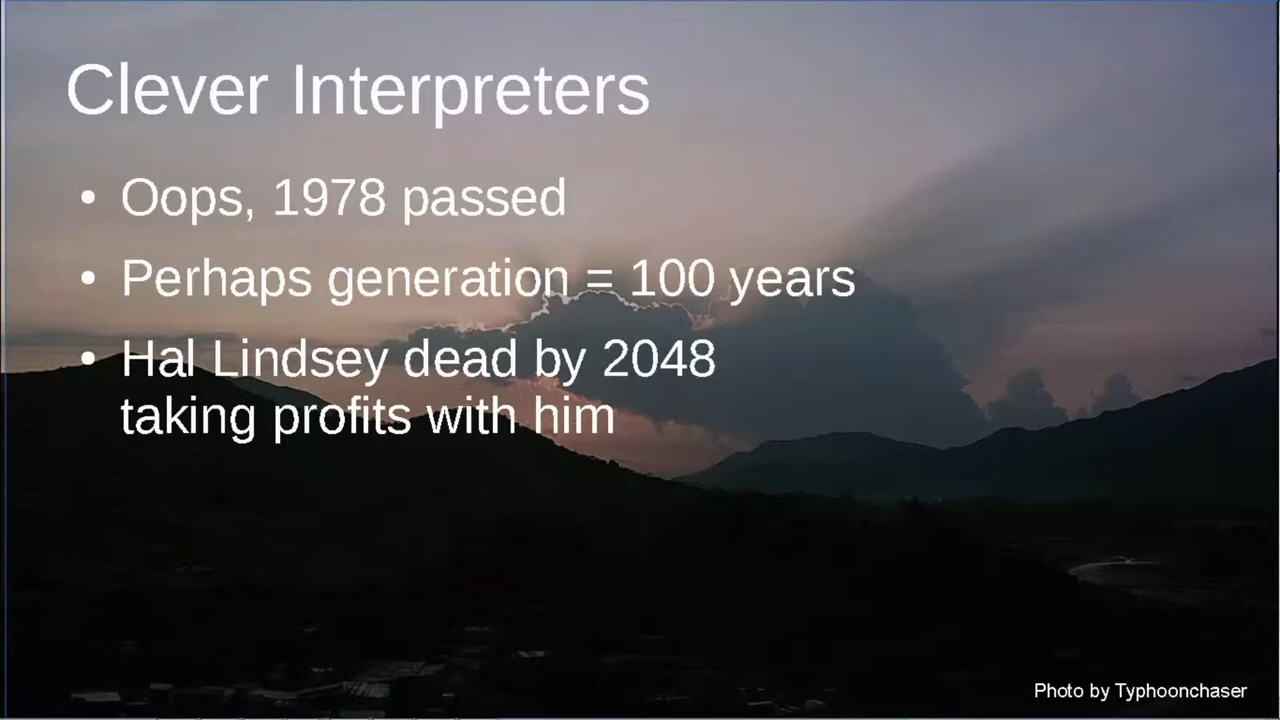 Clever Interpreters
• Oops, 1978 passed
• Perhaps generation = 100 years
• Hal Lindsey dead by 2048
taking profits with him
Photo by Typhoonchaser